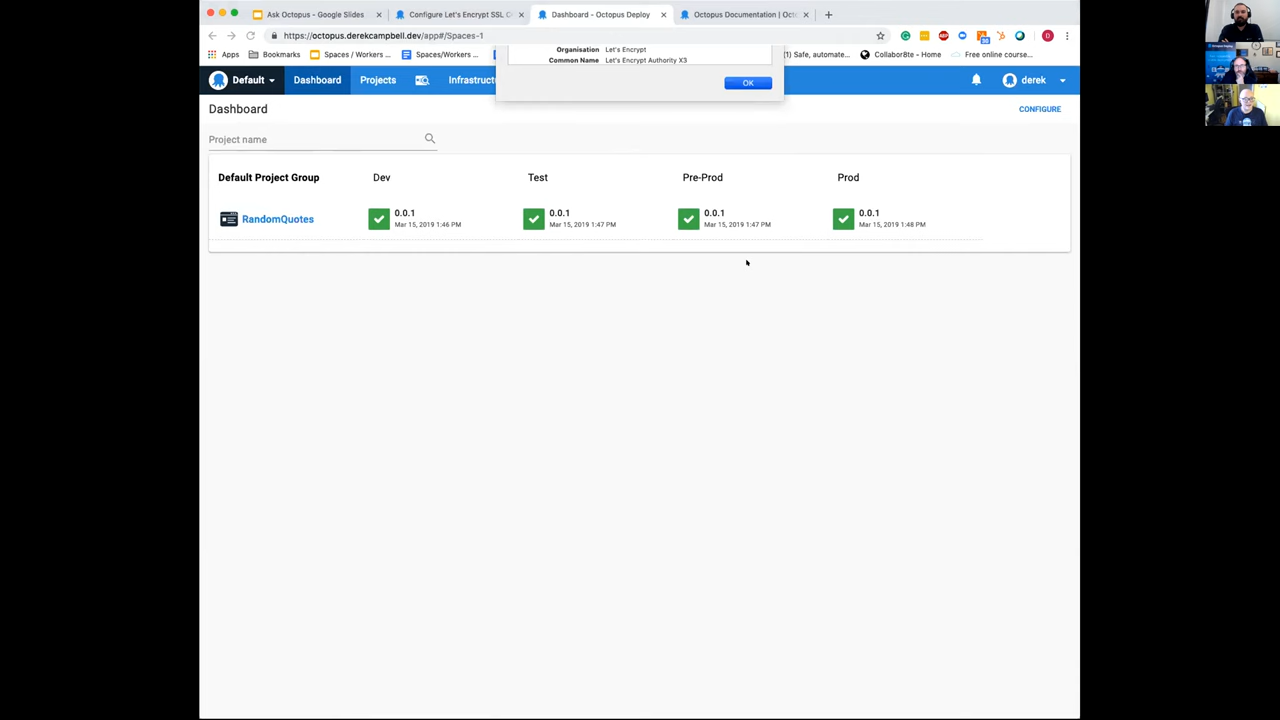 Ask Octopus - Google Slides
Configure Let's Encrypt SSL C
Dashboard - Octopus Deploy
Octopus Documentation | Oct
https://octopus.derekcampbell.dev/app#/Spaces-1
Apps
Bookmarks
Spaces / Workers ...
Spaces/Workers
(1) Safe, automate...
Collabor8te - Home
Free online course...
Organisation Let's Encrypt
Common Name Let's Encrypt Authority X3
OK
Default
Dashboard
Projects
Infrastruct
derek
Dashboard
CONFIGURE
Project name
Default Project Group
Dev
Test
Pre-Prod
Prod
RandomQuotes
0.0.1
Mar 15, 2019 1:46 PM
0.0.1
Mar 15, 2019 1:47 PM
0.0.1
Mar 15, 2019 1:47 PM
0.0.1
Mar 15, 2019 1:48 PM